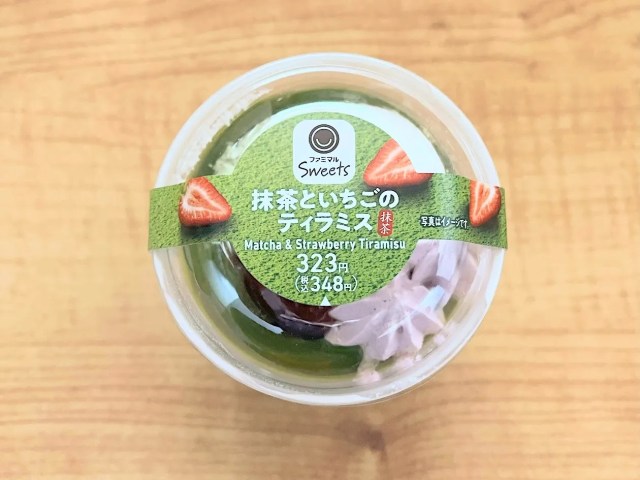 ファミマル
Sweets
抹茶といちごの
ティラミス
抹茶
写真はイメージです。
Matcha & Strawberry Tiramisu
323円
(税込348円)